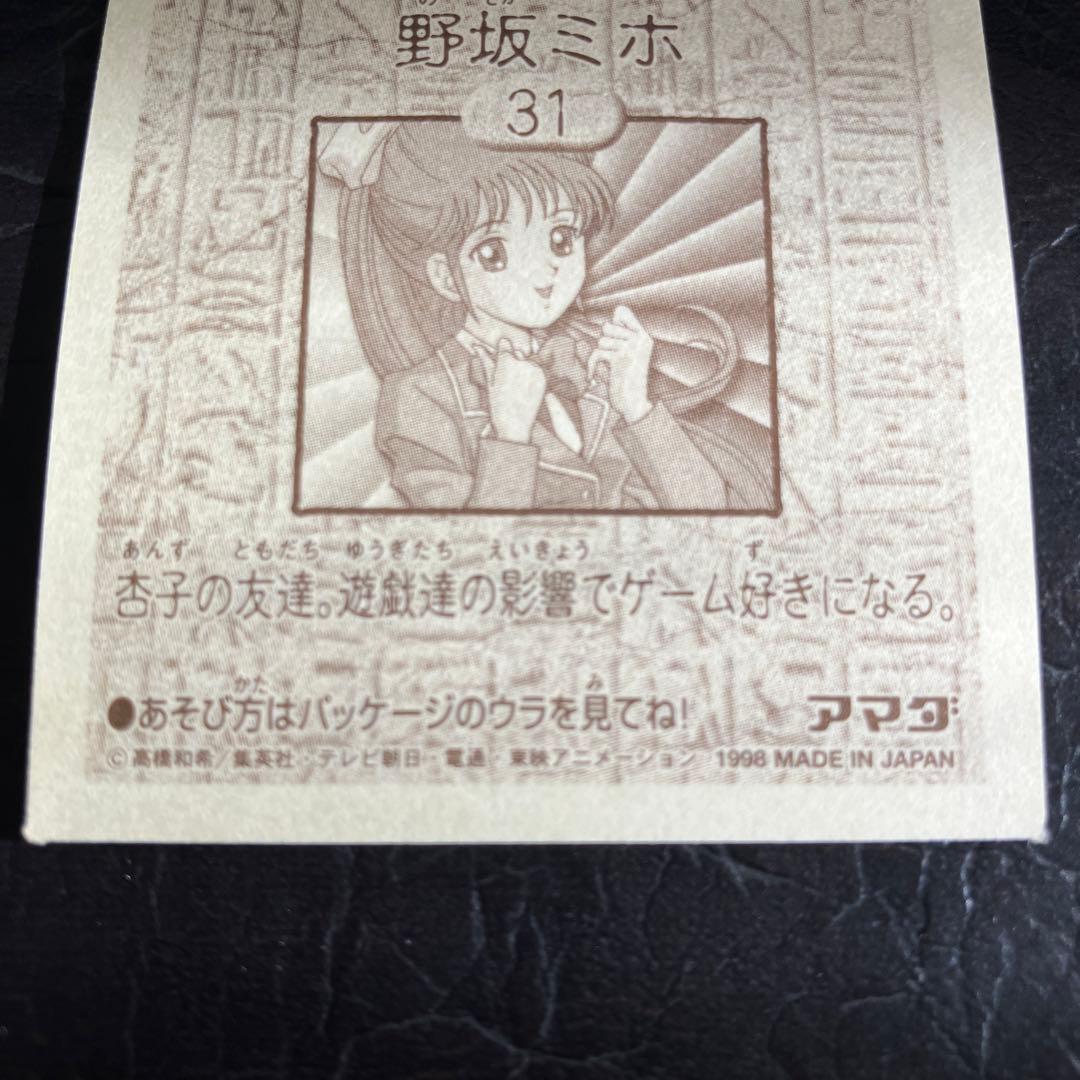 野坂ミホ
31
あんず ともだち ゆうぎたち えいきょう ず
杏子の友達。遊戯達の影響でゲーム好きになる。
かた み
●あそび方はパッケージのウラを見てね! アマダ
©高橋和希/集英社・テレビ朝日・電通・東映アニメーション 1998 MADE IN JAPAN